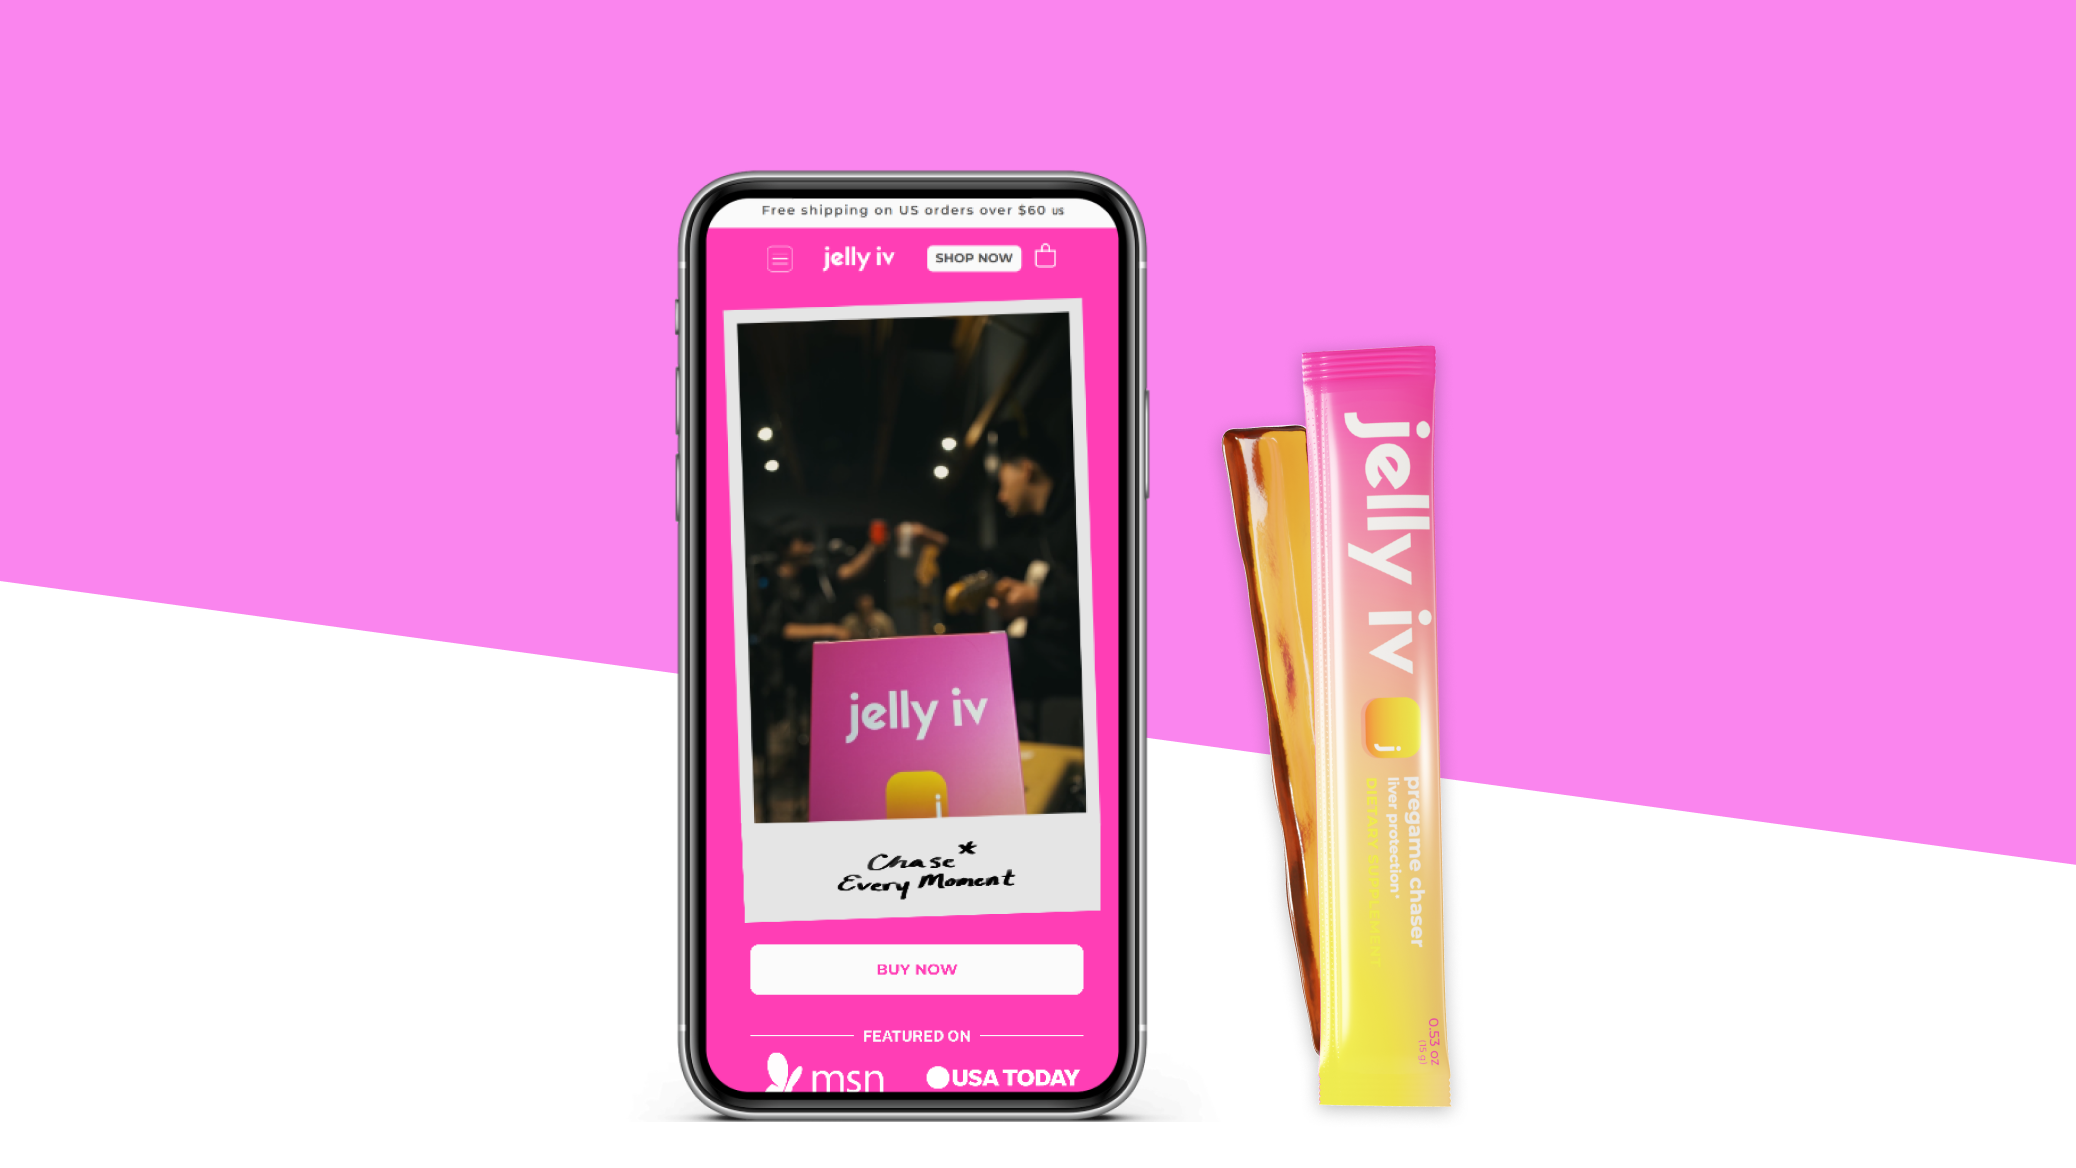 Free shipping on US orders over $60 US
jelly iv
SHOP NOW
jelly iv
j
Chase*
Every Moment
BUY NOW
FEATURED ON
msn
USA TODAY
jelly iv
j
pregame chaser
liver protection*
DIETARY SUPPLEMENT
0.53 oz
(15 g)